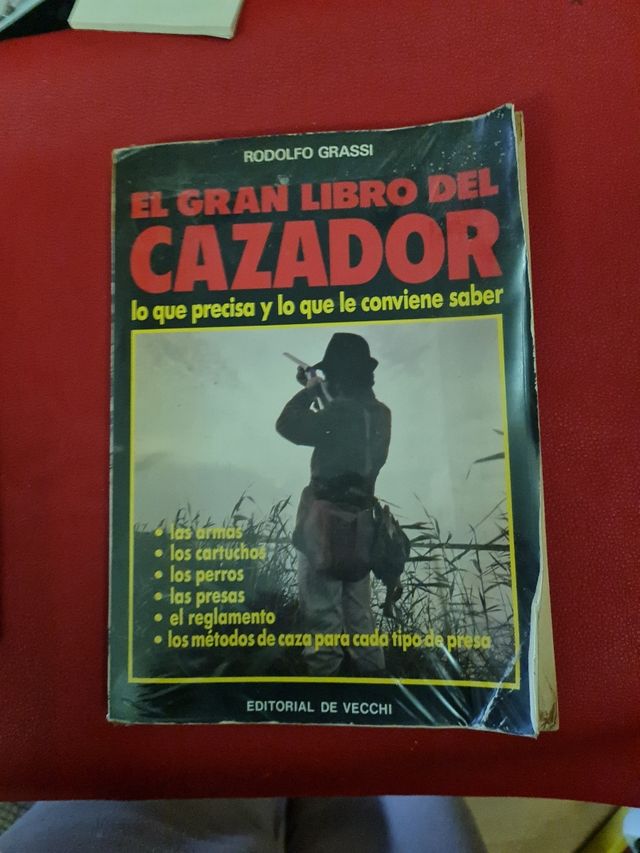 RODOLFO GRASSI
EL GRAN LIBRO DEL
CAZADOR
lo que precisa y lo que le conviene saber
• las armas
• los cartuchos
• los perros
• las presas
• el reglamento
• los métodos de caza para cada tipo de presa
EDITORIAL DE VECCHI